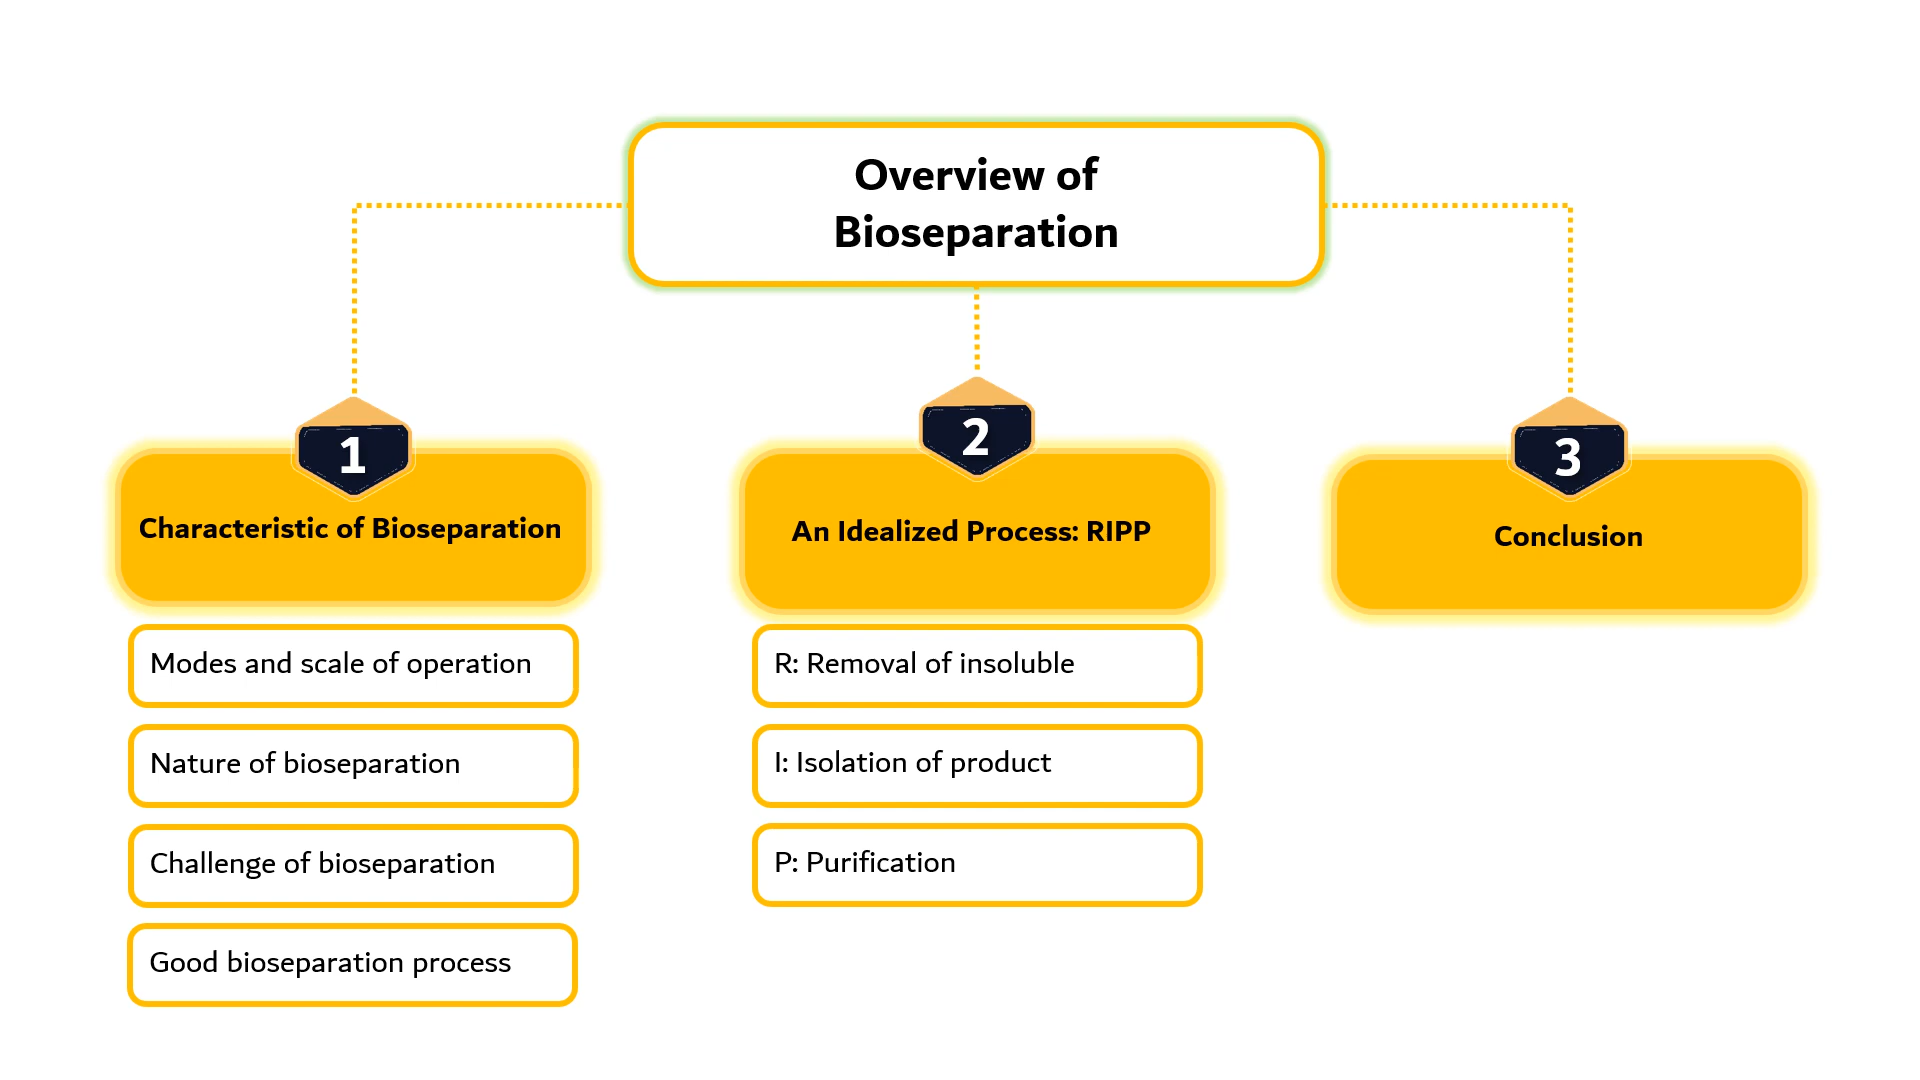 Overview of
Bioseparation
1
Characteristic of Bioseparation
Modes and scale of operation
Nature of bioseparation
Challenge of bioseparation
Good bioseparation process
2
An Idealized Process: RIPP
R: Removal of insoluble
I: Isolation of product
P: Purification
3
Conclusion